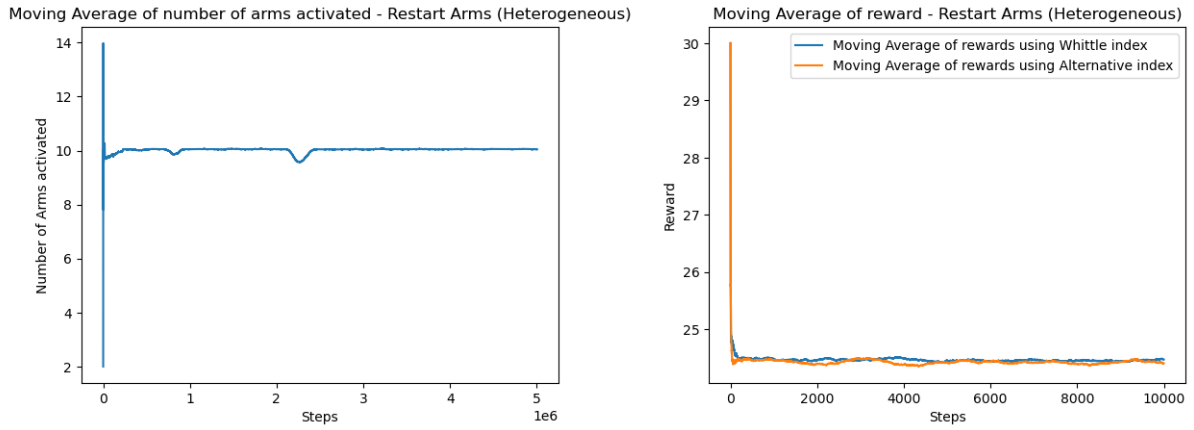 Moving Average of number of arms activated - Restart Arms (Heterogeneous)
14
12
10
8
6
4
2
Number of Arms activated
0
1
2
3
4
5
1e6
Steps
Moving Average of reward - Restart Arms (Heterogeneous)
Moving Average of rewards using Whittle index
Moving Average of rewards using Alternative index
30
29
28
27
26
25
Reward
0
2000
4000
6000
8000
10000
Steps